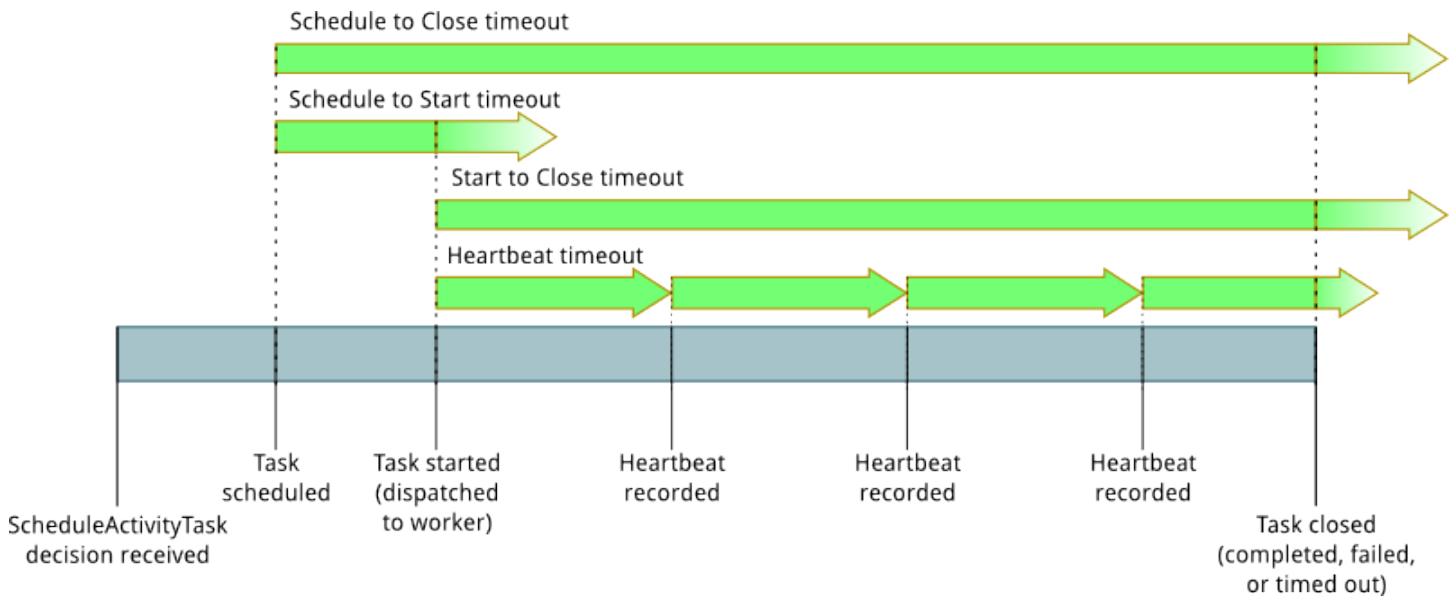 Schedule to Close timeout
Schedule to Start timeout
Start to Close timeout
Heartbeat timeout
Task
scheduled
Task started
(dispatched
to worker)
Heartbeat
recorded
Heartbeat
recorded
Heartbeat
recorded
ScheduleActivityTask
decision received
Task closed
(completed, failed,
or timed out)